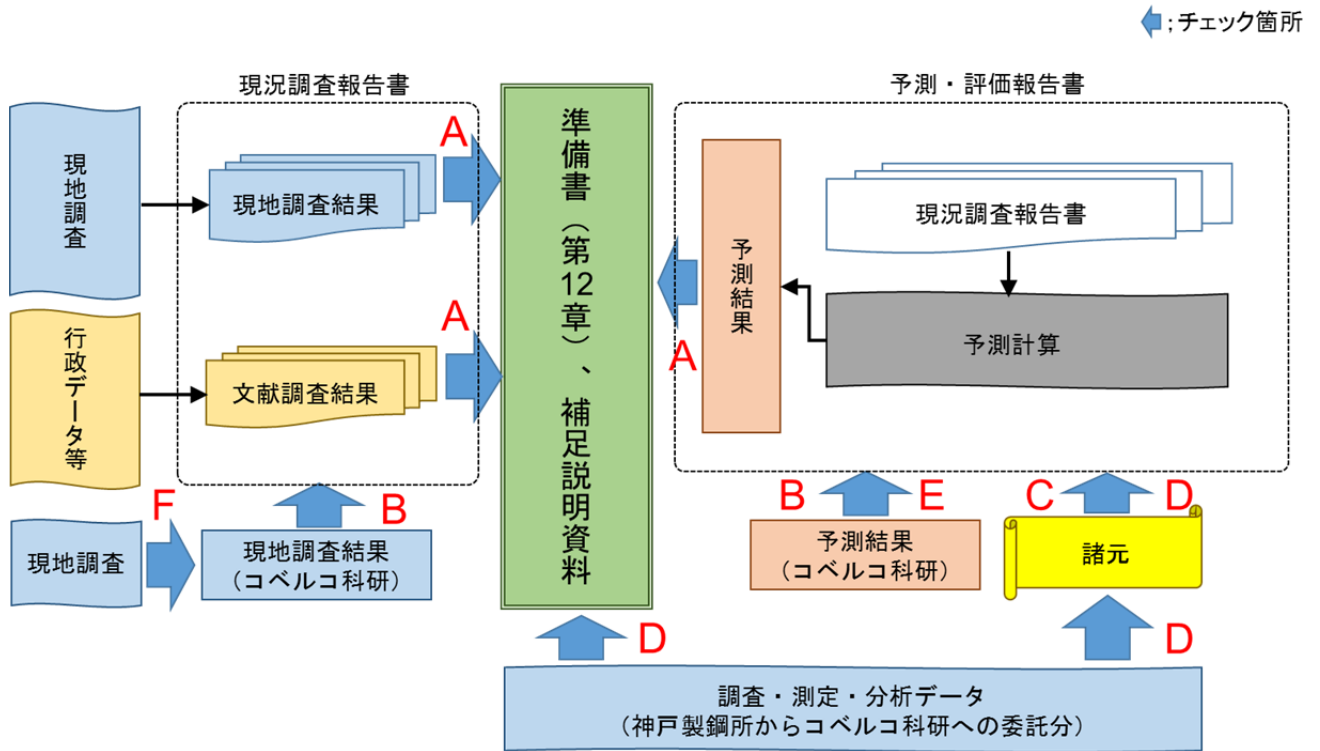 ;チェック箇所
現況調査報告書
予測・評価報告書
現地調査
A
現地調査結果
準備書(第12章)、補足説明資料
予測結果
現況調査報告書
A
予測計算
行政データ等
A
文献調査結果
F
B
B
E
C
D
現地調査
現地調査結果
(コベルコ科研)
予測結果
(コベルコ科研)
諸元
D
D
調査・測定・分析データ
(神戸製鋼所からコベルコ科研への委託分)